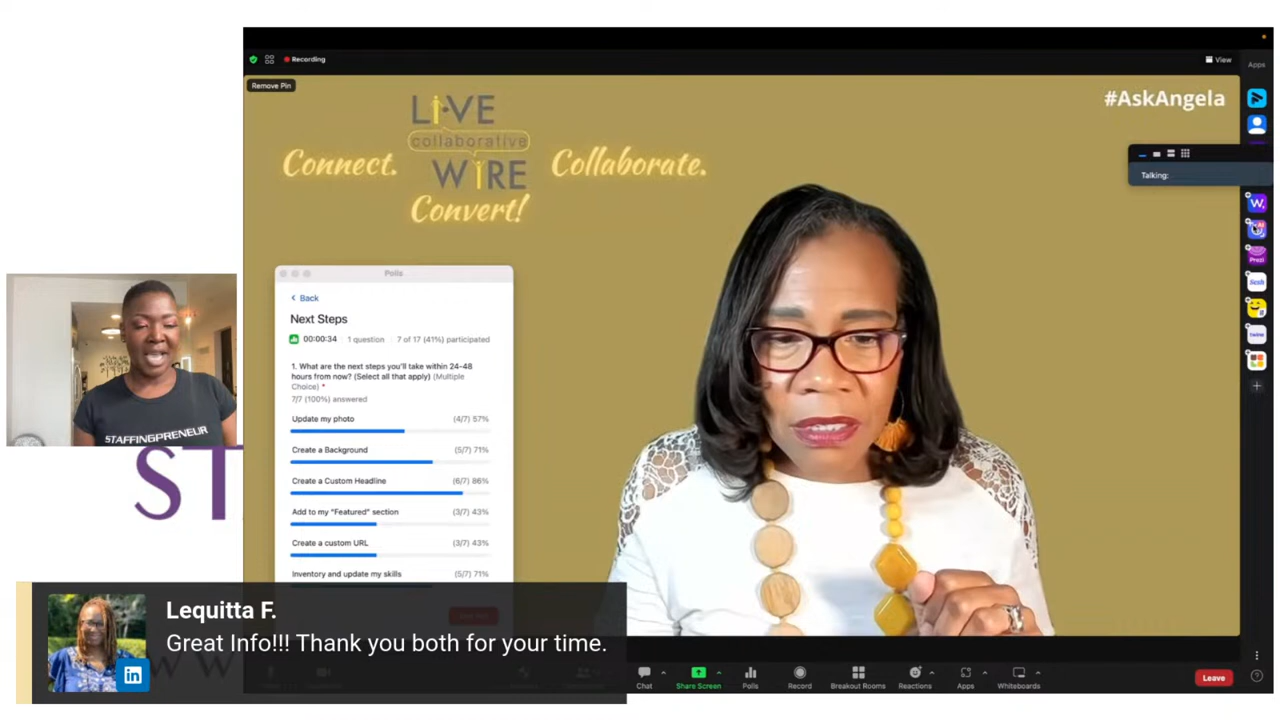 Recording
View
Apps
Remove Pin
#AskAngela
LIVE
collaborative
WIRE
Connect.
Collaborate.
Convert!
Talking:
W
Prezi
Sesh
twine
Polls
Back
Next Steps
00:00:34 1 question 7 of 17 (41%) participated
1. What are the next steps you'll take within 24-48
hours from now? (Select all that apply) (Multiple
Choice) *
7/7 (100%) answered
Update my photo (4/7) 57%
Create a Background (5/7) 71%
Create a Custom Headline (6/7) 86%
Add to my "Featured" section (3/7) 43%
Create a custom URL (3/7) 43%
Inventory and update my skills (5/7) 71%
STAFFINGPRENEUR
ST
Lequitta F.
Great Info!!! Thank you both for your time.
in
W W
Chat
Share Screen
Polls
Record
Breakout Rooms
Reactions
Apps
Whiteboards
Leave